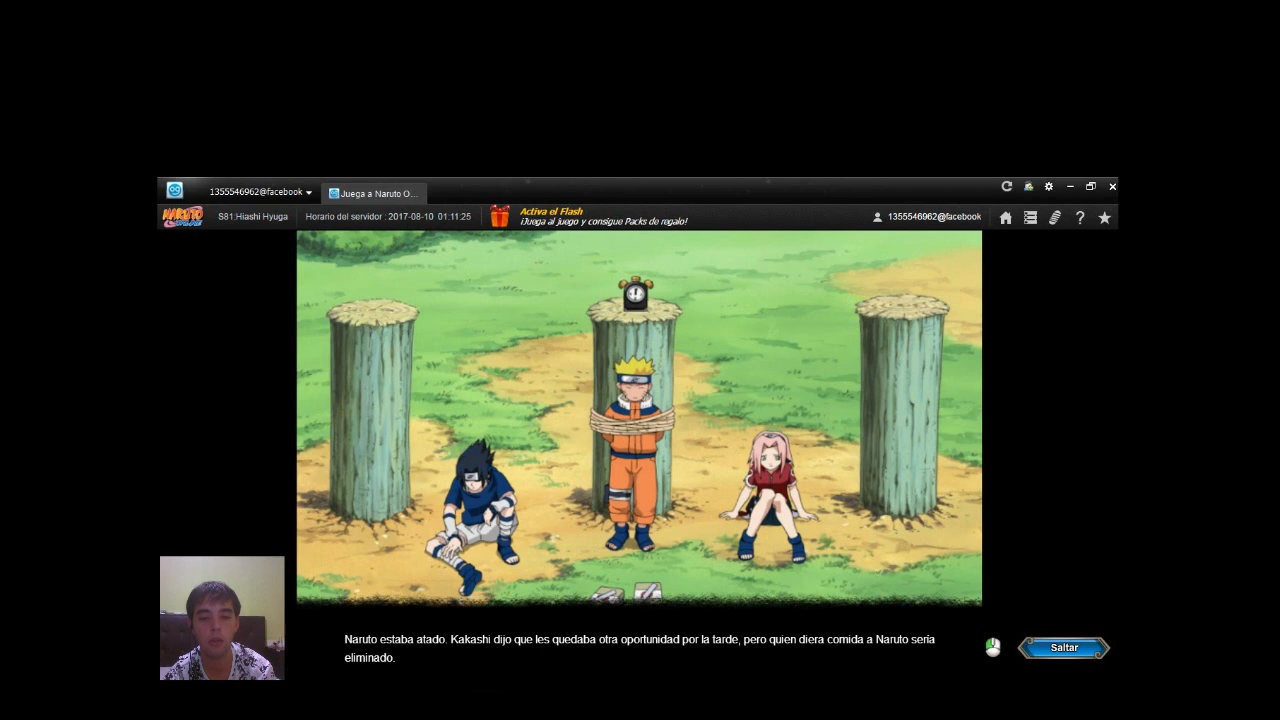 1355546962@facebook
Juega a Naruto O...
NARUTO
S81:Hiashi Hyuga
Horario del servidor : 2017-08-10 01:11:25
Activa el Flash
¡Juega al juego y consigue Packs de regalo!
1355546962@facebook
Naruto estaba atado. Kakashi dijo que les quedaba otra oportunidad por la tarde, pero quien diera comida a Naruto sería
eliminado.
Saltar